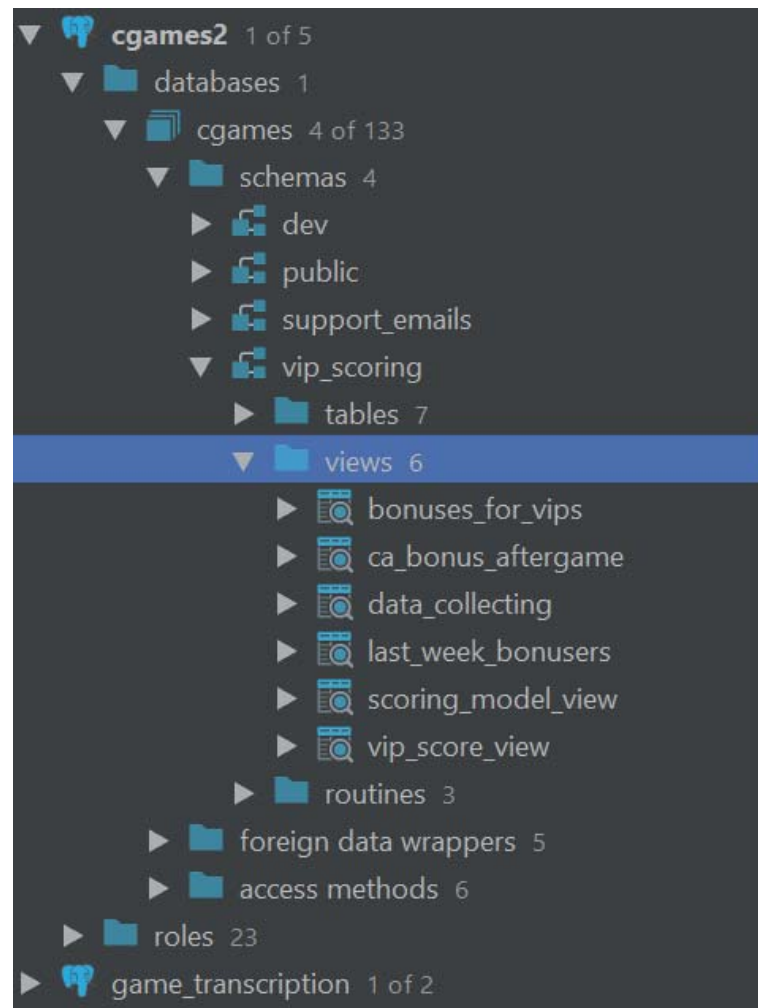 cgames2 1 of 5
databases 1
cgames 4 of 133
schemas 4
dev
public
support_emails
vip_scoring
tables 7
views 6
bonuses_for_vips
ca_bonus_aftergame
data_collecting
last_week_bonusers
scoring_model_view
vip_score_view
routines 3
foreign data wrappers 5
access methods 6
roles 23
game_transcription 1 of 2